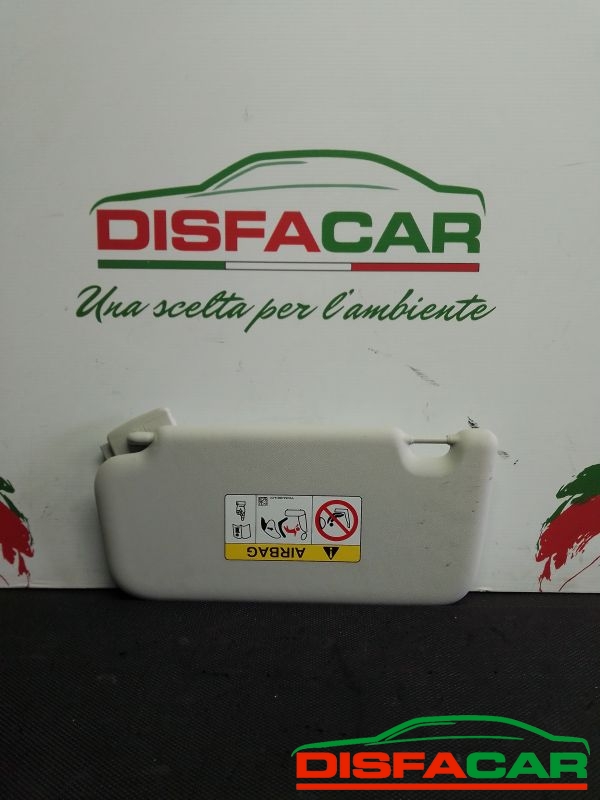 DISFACAR
Una scelta per l'ambiente
AIRBAG
DISFACAR